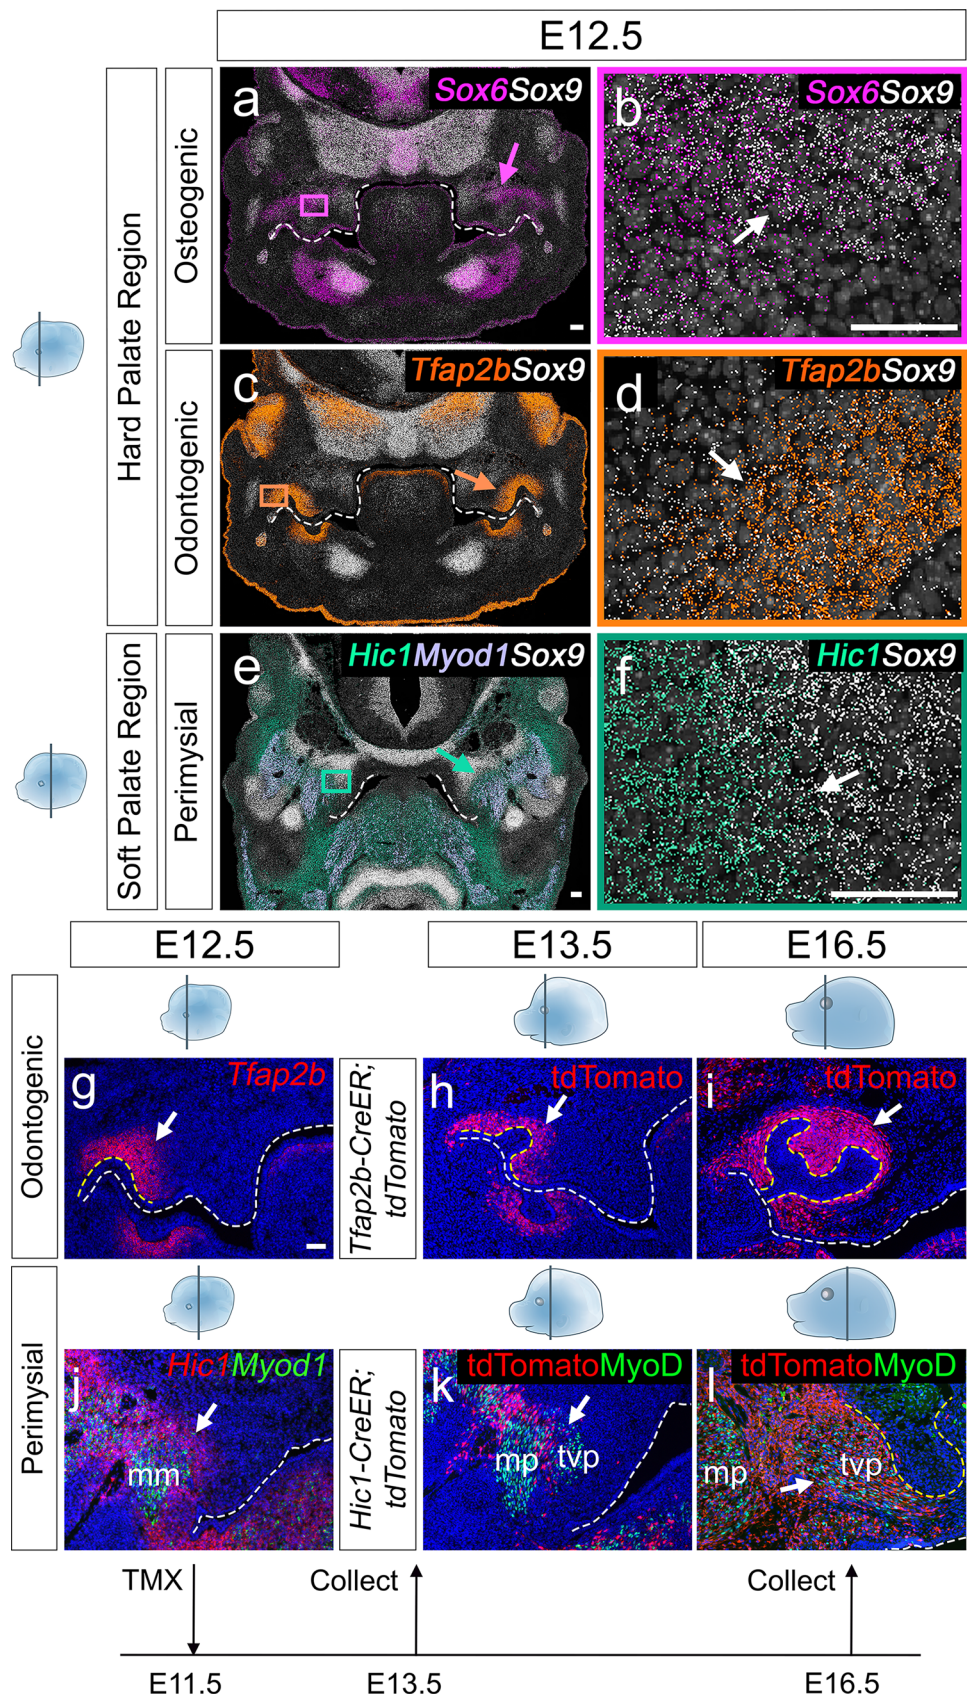 E12.5
Hard Palate Region
Osteogenic
a
Sox6Sox9
b
Sox6Sox9
Odontogenic
c
Tfap2bSox9
d
Tfap2bSox9
Soft Palate Region
Perimysial
e
Hic1Myod1Sox9
f
Hic1Sox9
E12.5
E13.5
E16.5
Odontogenic
g
Tfap2b
Tfap2b-CreER;
tdTomato
h
tdTomato
i
tdTomato
Perimysial
j
Hic1Myod1
mm
Hic1-CreER;
tdTomato
k
tdTomatoMyoD
mp
tvp
l
tdTomatoMyoD
mp
tvp
TMX
Collect
Collect
E11.5
E13.5
E16.5